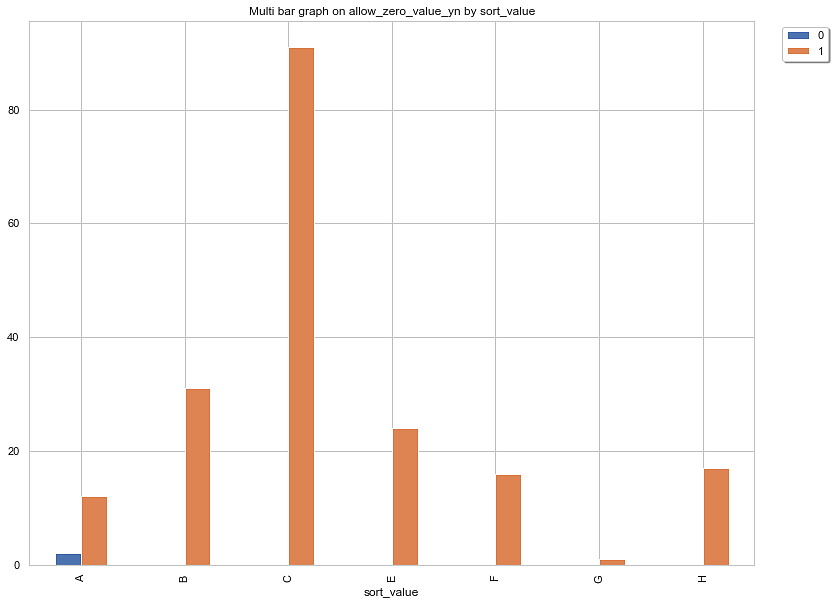 Multi bar graph on allow_zero_value_yn by sort_value
0
1
80
60
40
20
0
A
B
C
E
F
G
H
sort_value